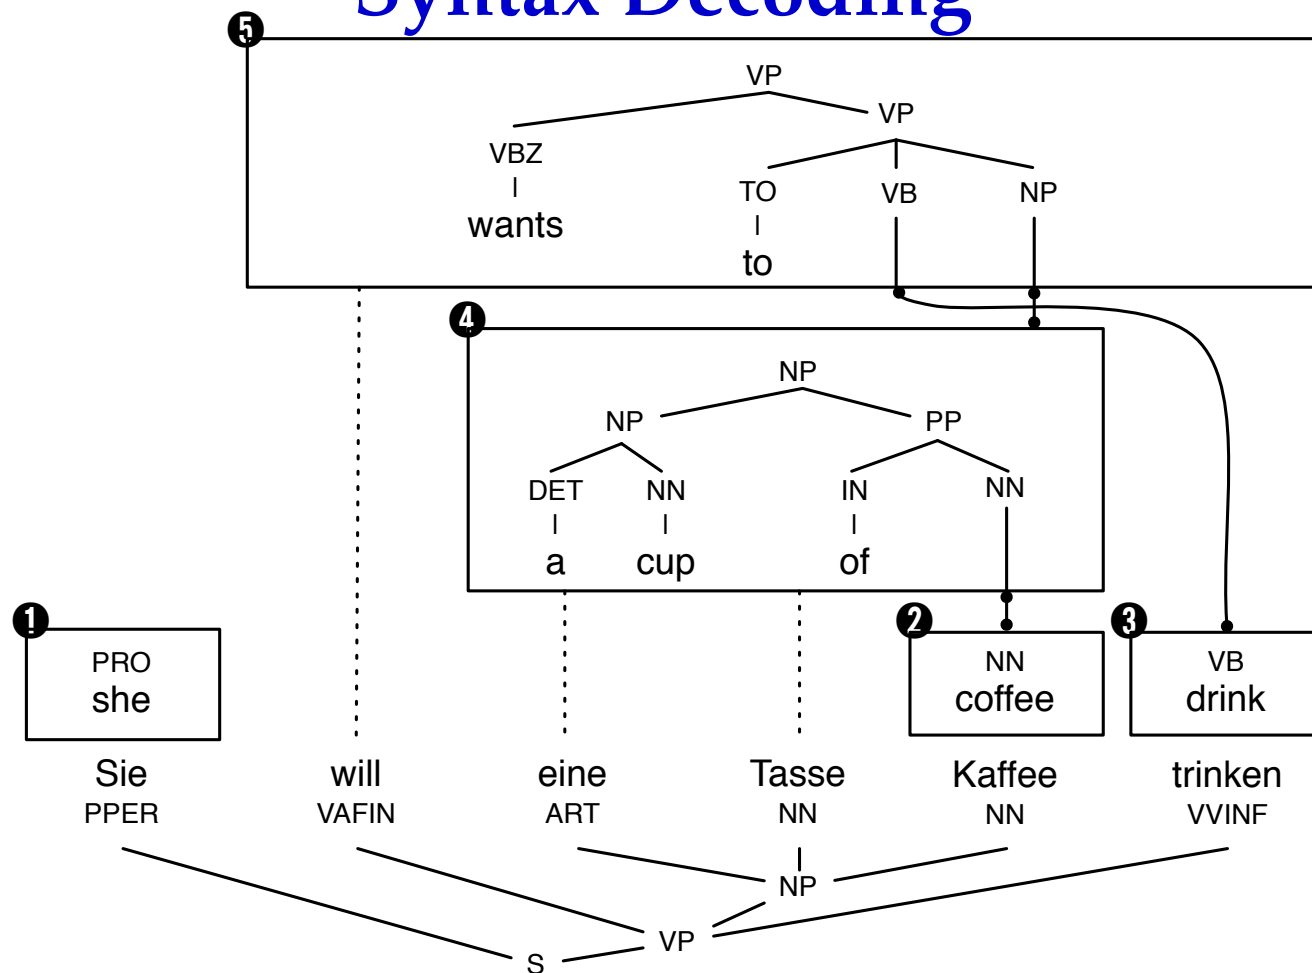 Syntax Decoding
5
VP
VP
VBZ
TO VB NP
wants
to
4
NP
NP PP
DET NN IN NN
a cup of
1 2 3
PRO NN VB
she coffee drink
Sie will eine Tasse Kaffee trinken
PPER VAFIN ART NN NN VVINF
NP
VP
S